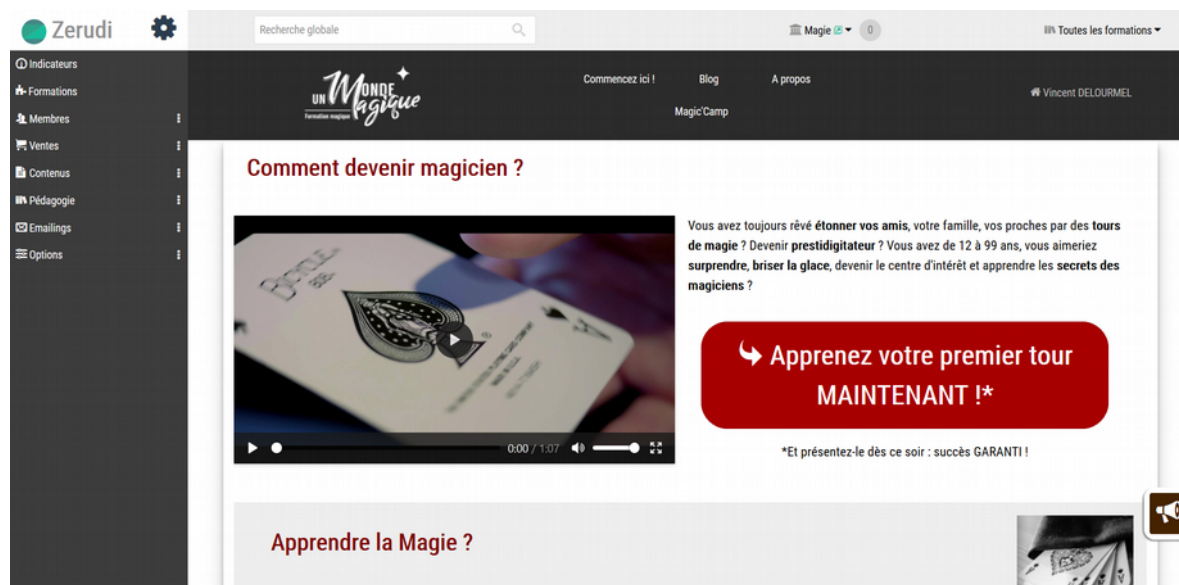 Zerudi
Recherche globale
Magie
0
Toutes les formations
Indicateurs
Formations
Membres
Ventes
Contenus
Pédagogie
Emailings
Options
UN MONDE
Magique
Formation magique
Commencez ici !
Blog
A propos
Magic'Camp
Vincent DELOURMEL
Comment devenir magicien ?
BICYCLE
808
A
0:00 / 1:07
Vous avez toujours rêvé étonner vos amis, votre famille, vos proches par des tours
de magie ? Devenir prestidigitateur ? Vous avez de 12 à 99 ans, vous aimeriez
surprendre, briser la glace, devenir le centre d'intérêt et apprendre les secrets des
magiciens ?
Apprenez votre premier tour
MAINTENANT !*
*Et présentez-le dès ce soir : succès GARANTI !
Apprendre la Magie ?